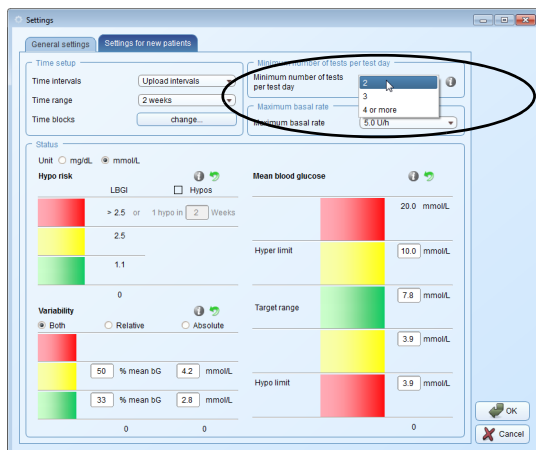 Settings
General settings
Settings for new patients
Time setup
Time intervals
Upload intervals
Time range
2 weeks
Time blocks
change...
Minimum number of tests per test day
Minimum number of tests
per test day
2
3
4 or more
Maximum basal rate
Maximum basal rate
5.0 U/h
Status
Unit
mg/dL
mmol/L
Hypo risk
LBGI
Hypos
> 2.5 or 1 hypo in 2 Weeks
2.5
1.1
0
Variability
Both
Relative
Absolute
50 % mean bG 4.2 mmol/L
33 % mean bG 2.8 mmol/L
0 0
Mean blood glucose
20.0 mmol/L
Hyper limit 10.0 mmol/L
Target range 7.8 mmol/L
3.9 mmol/L
Hypo limit 3.9 mmol/L
0
OK
Cancel